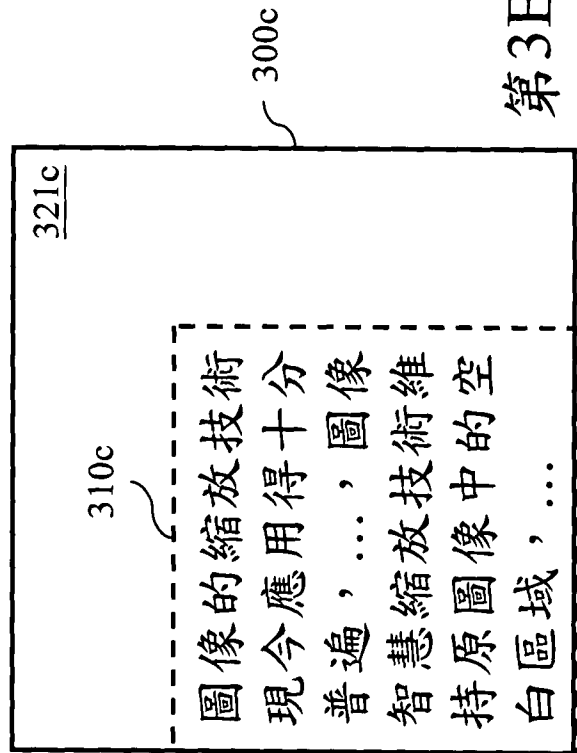 321c
300c
310c
圖像的縮放技術
現今應用得十分
普遍，…，圖像
智慧縮放技術維
持原圖像中的空
白區域，…
第3E